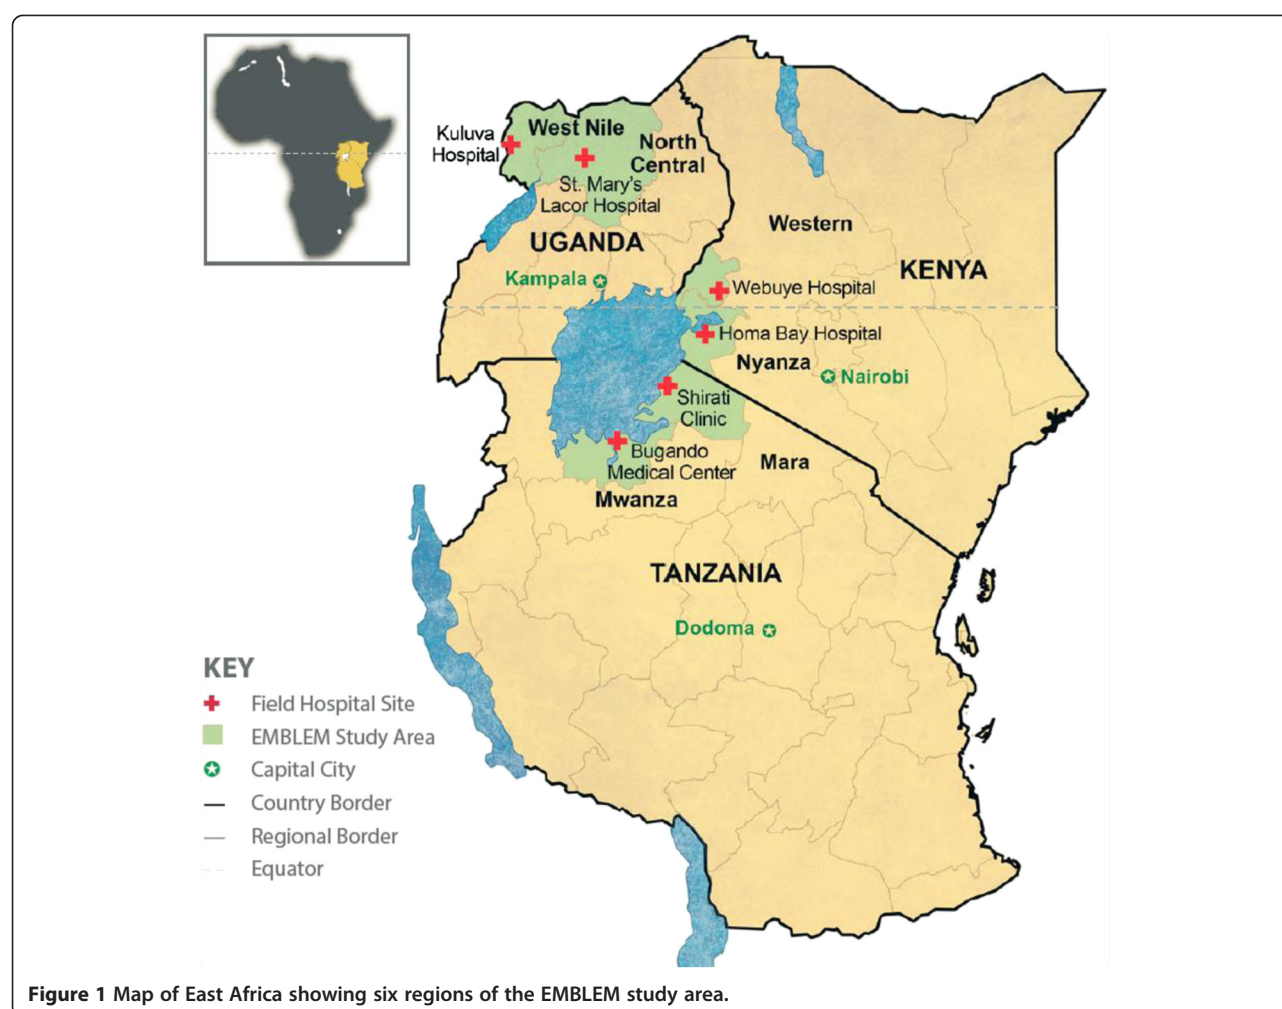 Kuluva
Hospital
West Nile
North
Central
St. Mary's
Lacor Hospital
UGANDA
Western
KENYA
Kampala
Webuye Hospital
Homa Bay Hospital
Nyanza
Nairobi
Shirati
Clinic
Bugando
Medical Center
Mara
Mwanza
TANZANIA
Dodoma
KEY
Field Hospital Site
EMBLEM Study Area
Capital City
Country Border
Regional Border
Equator
Figure 1 Map of East Africa showing six regions of the EMBLEM study area.